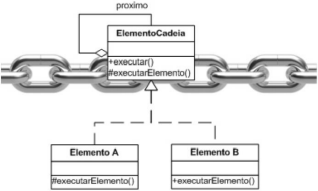 proximo
ElementoCadeia
+executar()
#executarElemento()
Elemento A
#executarElemento()
Elemento B
+executarElemento()